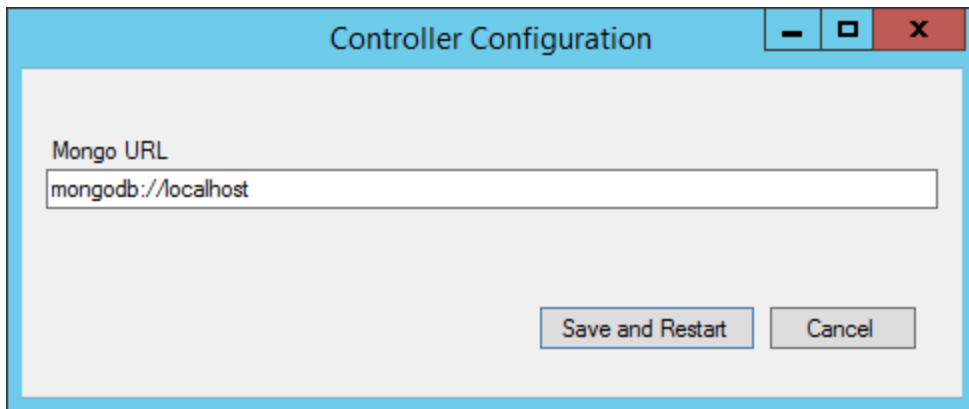 Controller Configuration
Mongo URL
mongodb://localhost
Save and Restart
Cancel